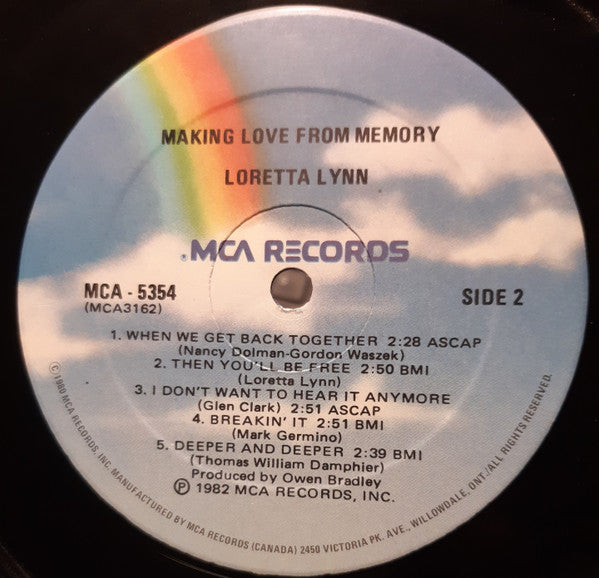 MAKING LOVE FROM MEMORY
LORETTA LYNN
®MCA RECORDS
MCA - 5354
(MCA3162)
SIDE 2
1. WHEN WE GET BACK TOGETHER 2:28 ASCAP
(Nancy Dolman-Gordon Waszek)
2. THEN YOU'LL BE FREE 2:50 BMI
(Loretta Lynn)
3. I DON'T WANT TO HEAR IT ANYMORE
(Glen Clark) 2:51 ASCAP
4. BREAKIN' IT 2:51 BMI
(Mark Germino)
5. DEEPER AND DEEPER 2:39 BMI
(Thomas William Damphier)
Produced by Owen Bradley
℗ 1982 MCA RECORDS, INC.
© 1980 MCA RECORDS, INC. MANUFACTURED BY MCA RECORDS (CANADA) 2450 VICTORIA PK. AVE., WILLOWDALE, ONT./ALL RIGHTS RESERVED.